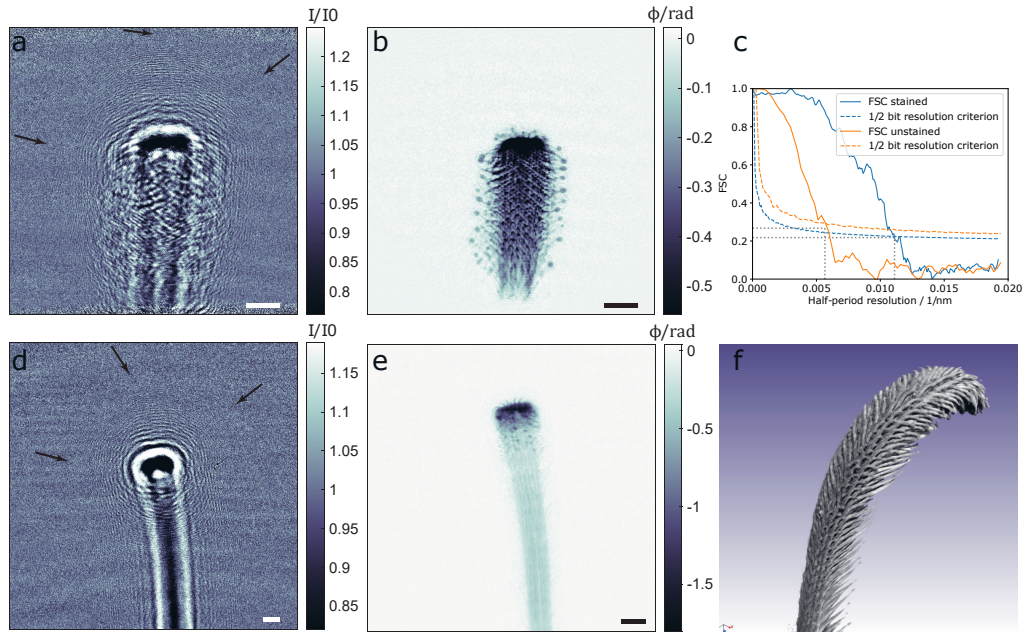 a
I/I0
1.2
1.15
1.1
1.05
1
0.95
0.9
0.85
0.8
b
ϕ/rad
0
-0.1
-0.2
-0.3
-0.4
-0.5
c
FSC
1.0
0.8
0.6
0.4
0.2
0.0
0.000
0.005
0.010
0.015
0.020
Half-period resolution / 1/nm
FSC stained
1/2 bit resolution criterion
FSC unstained
1/2 bit resolution criterion
d
I/I0
1.15
1.1
1.05
1
0.95
0.9
0.85
e
ϕ/rad
0
-0.5
-1
-1.5
f